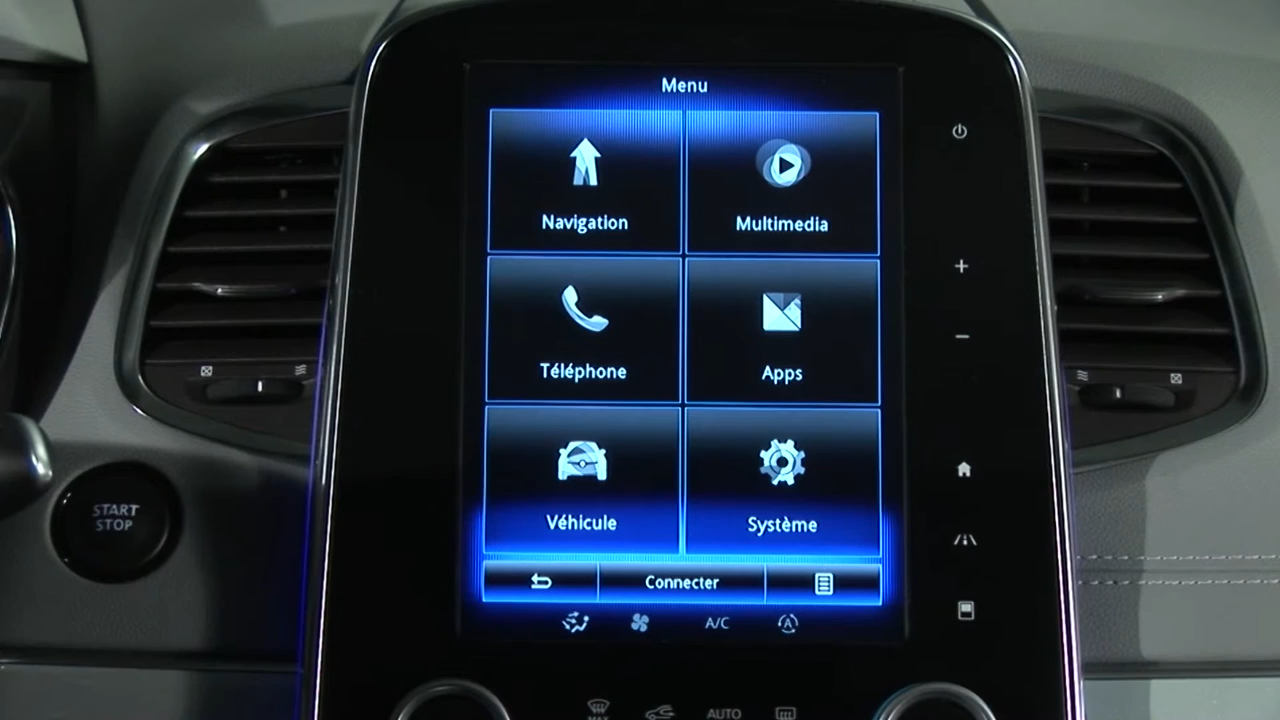 Menu
Navigation
Multimedia
Téléphone
Apps
Véhicule
Système
START
STOP
Connecter
A/C
A
MAX
AUTO